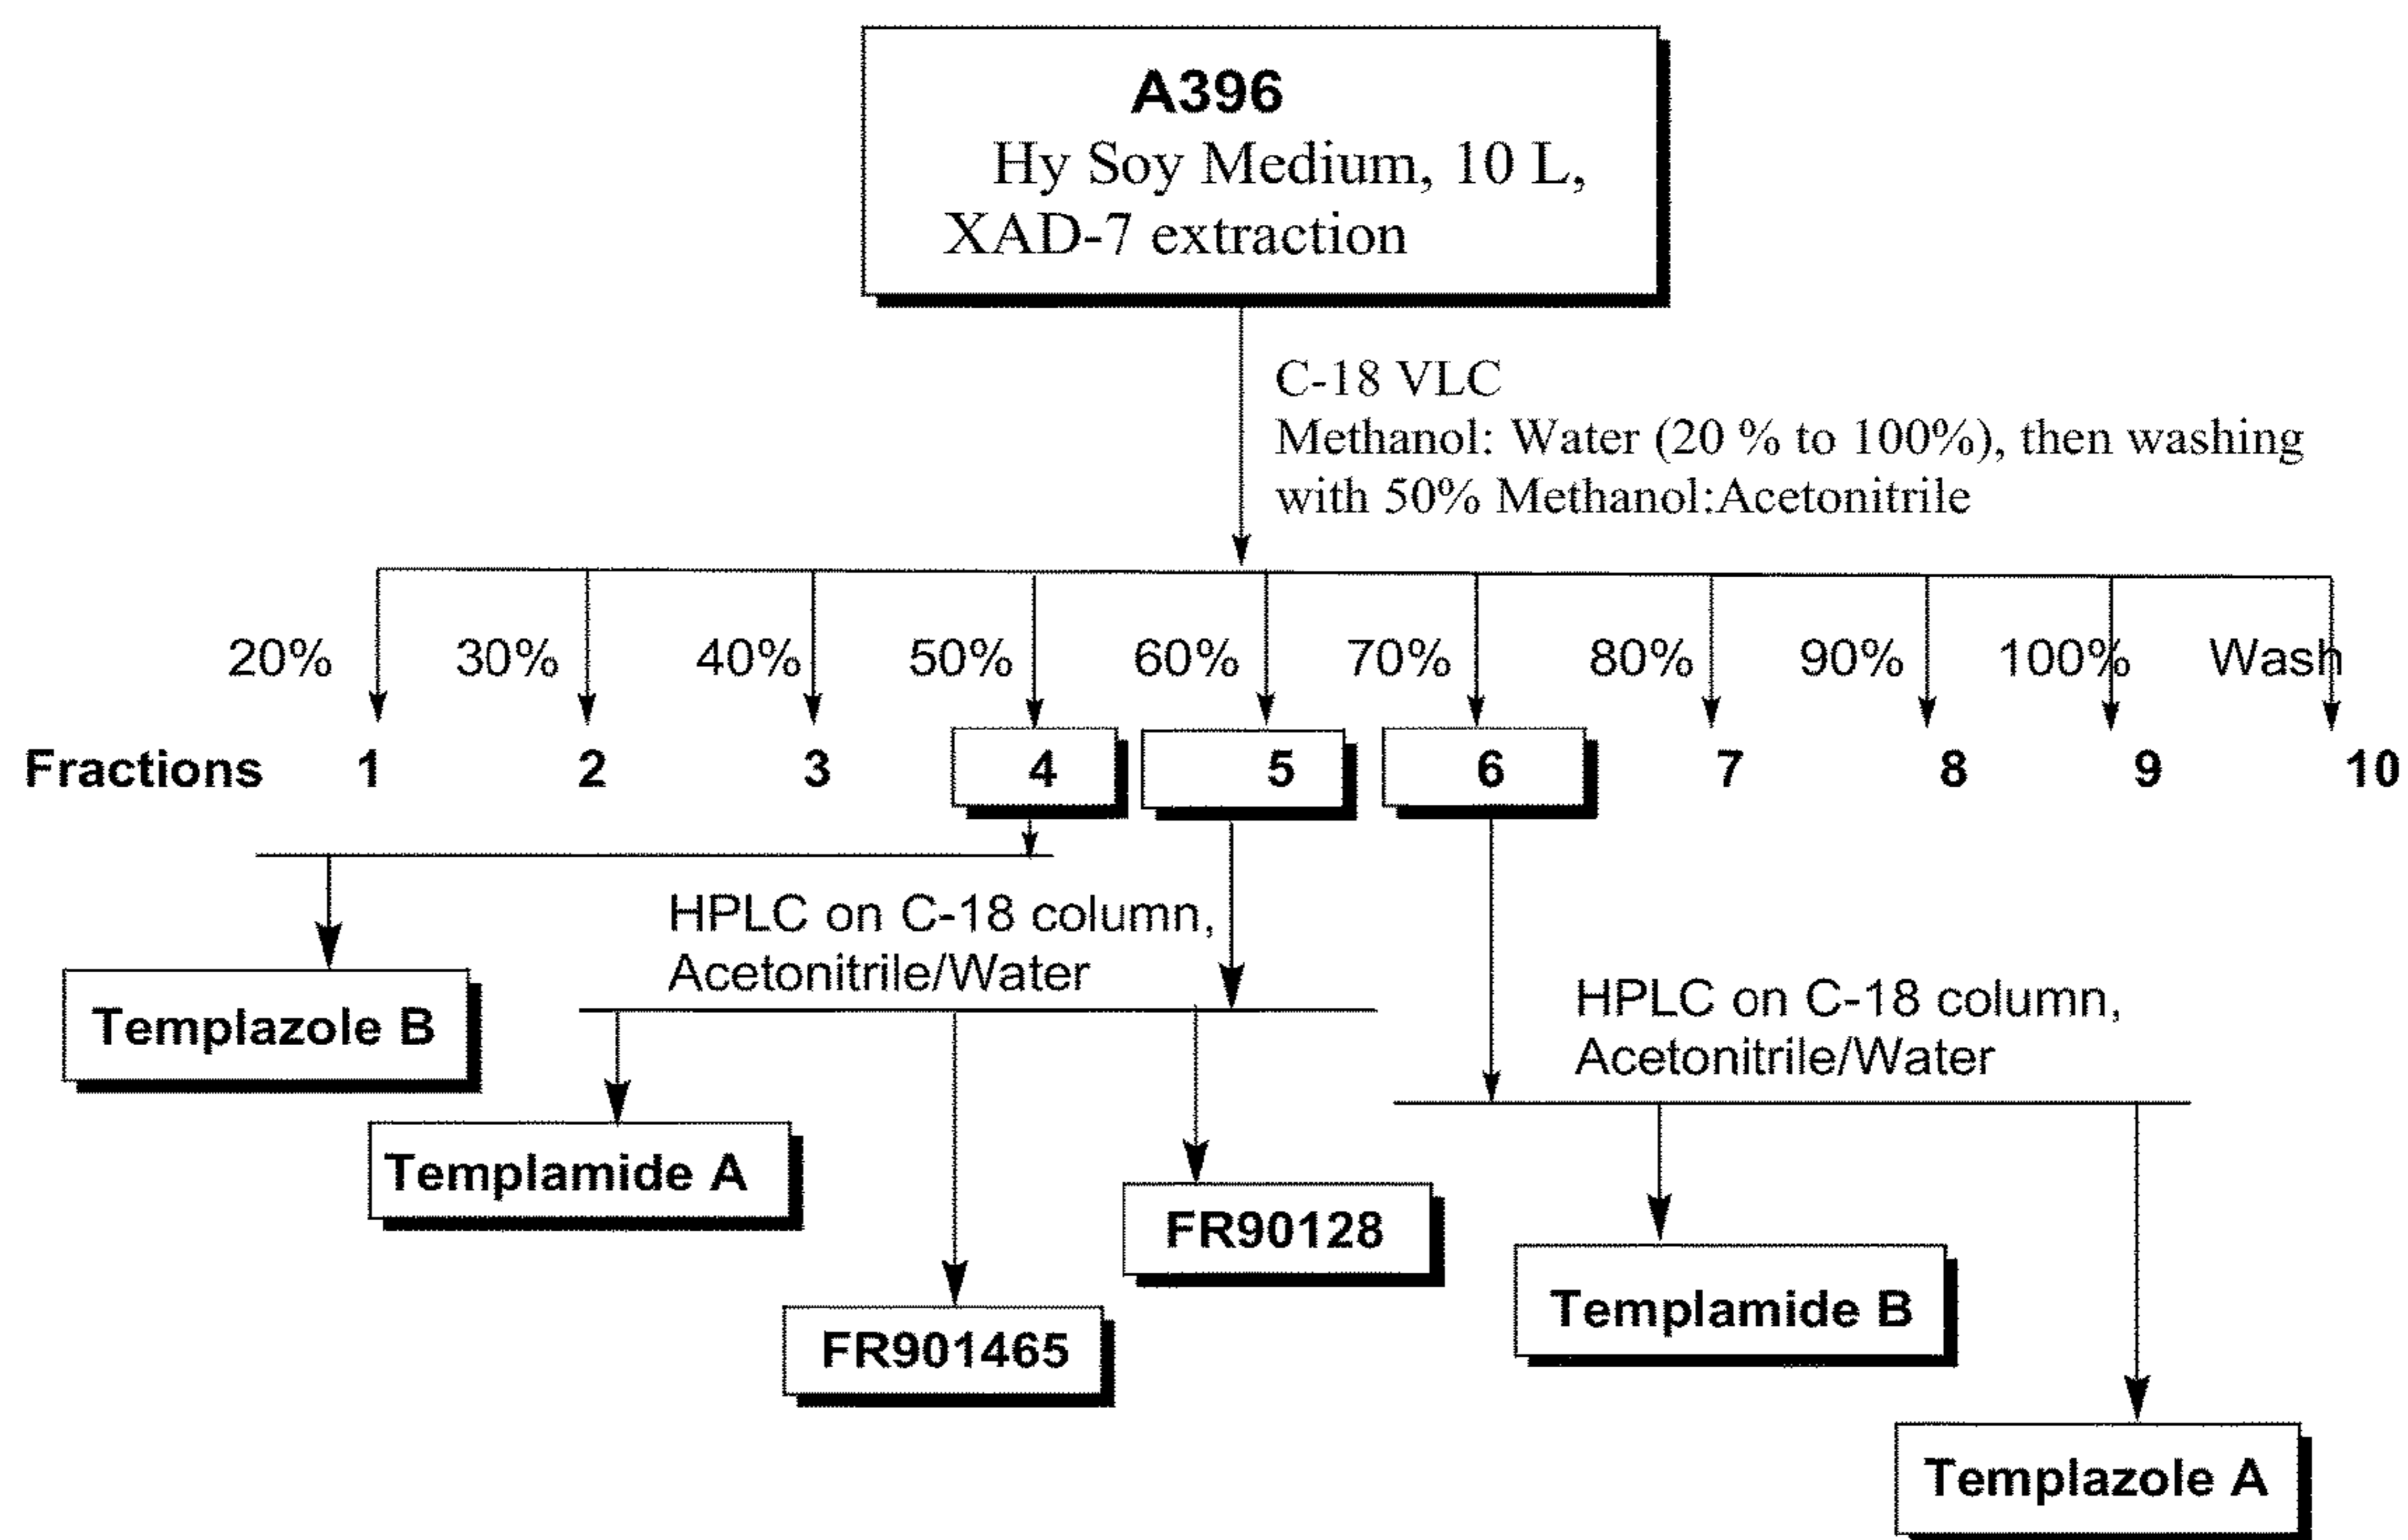 A396
Hy Soy Medium, 10 L,
XAD-7 extraction
C-18 VLC
Methanol: Water (20 % to 100%), then washing
with 50% Methanol:Acetonitrile
20% 30% 40% 50% 60% 70% 80% 90% 100% Wash
Fractions 1 2 3 4 5 6 7 8 9 10
HPLC on C-18 column,
Acetonitrile/Water
HPLC on C-18 column,
Acetonitrile/Water
Templazole B
Templamide A
FR90128
FR901465
Templamide B
Templazole A